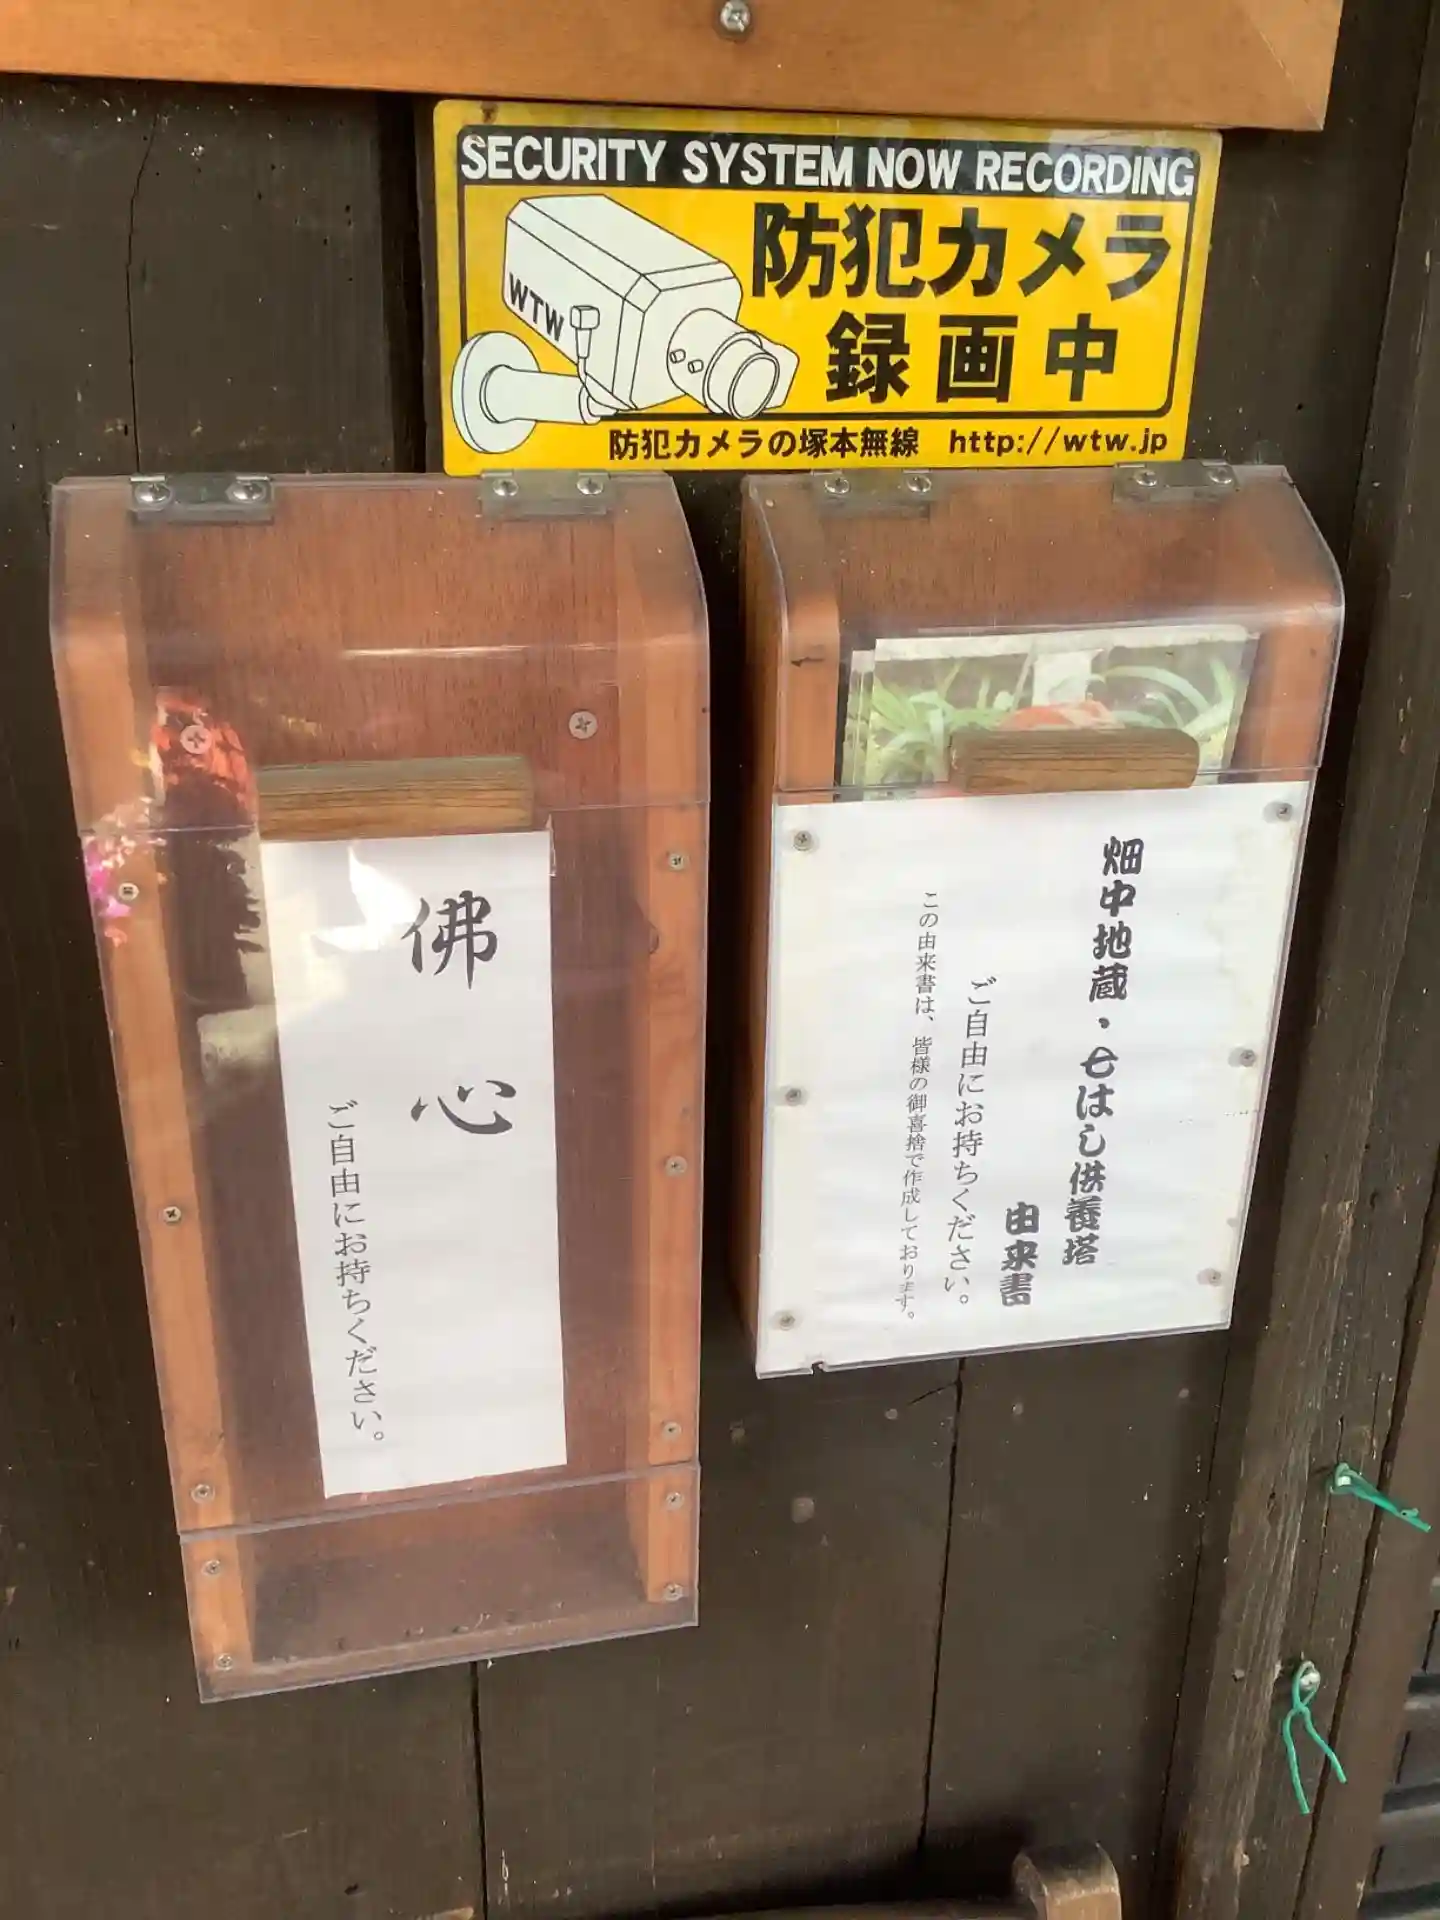 SECURITY SYSTEM NOW RECORDING
防犯カメラ
録画中
WTW
防犯カメラの塚本無線 http://wtw.jp
佛心
ご自由にお持ちください。
畑中地蔵・七はし供養塔
由来書
ご自由にお持ちください。
この由来書は、皆様の御喜捨で作成しております。